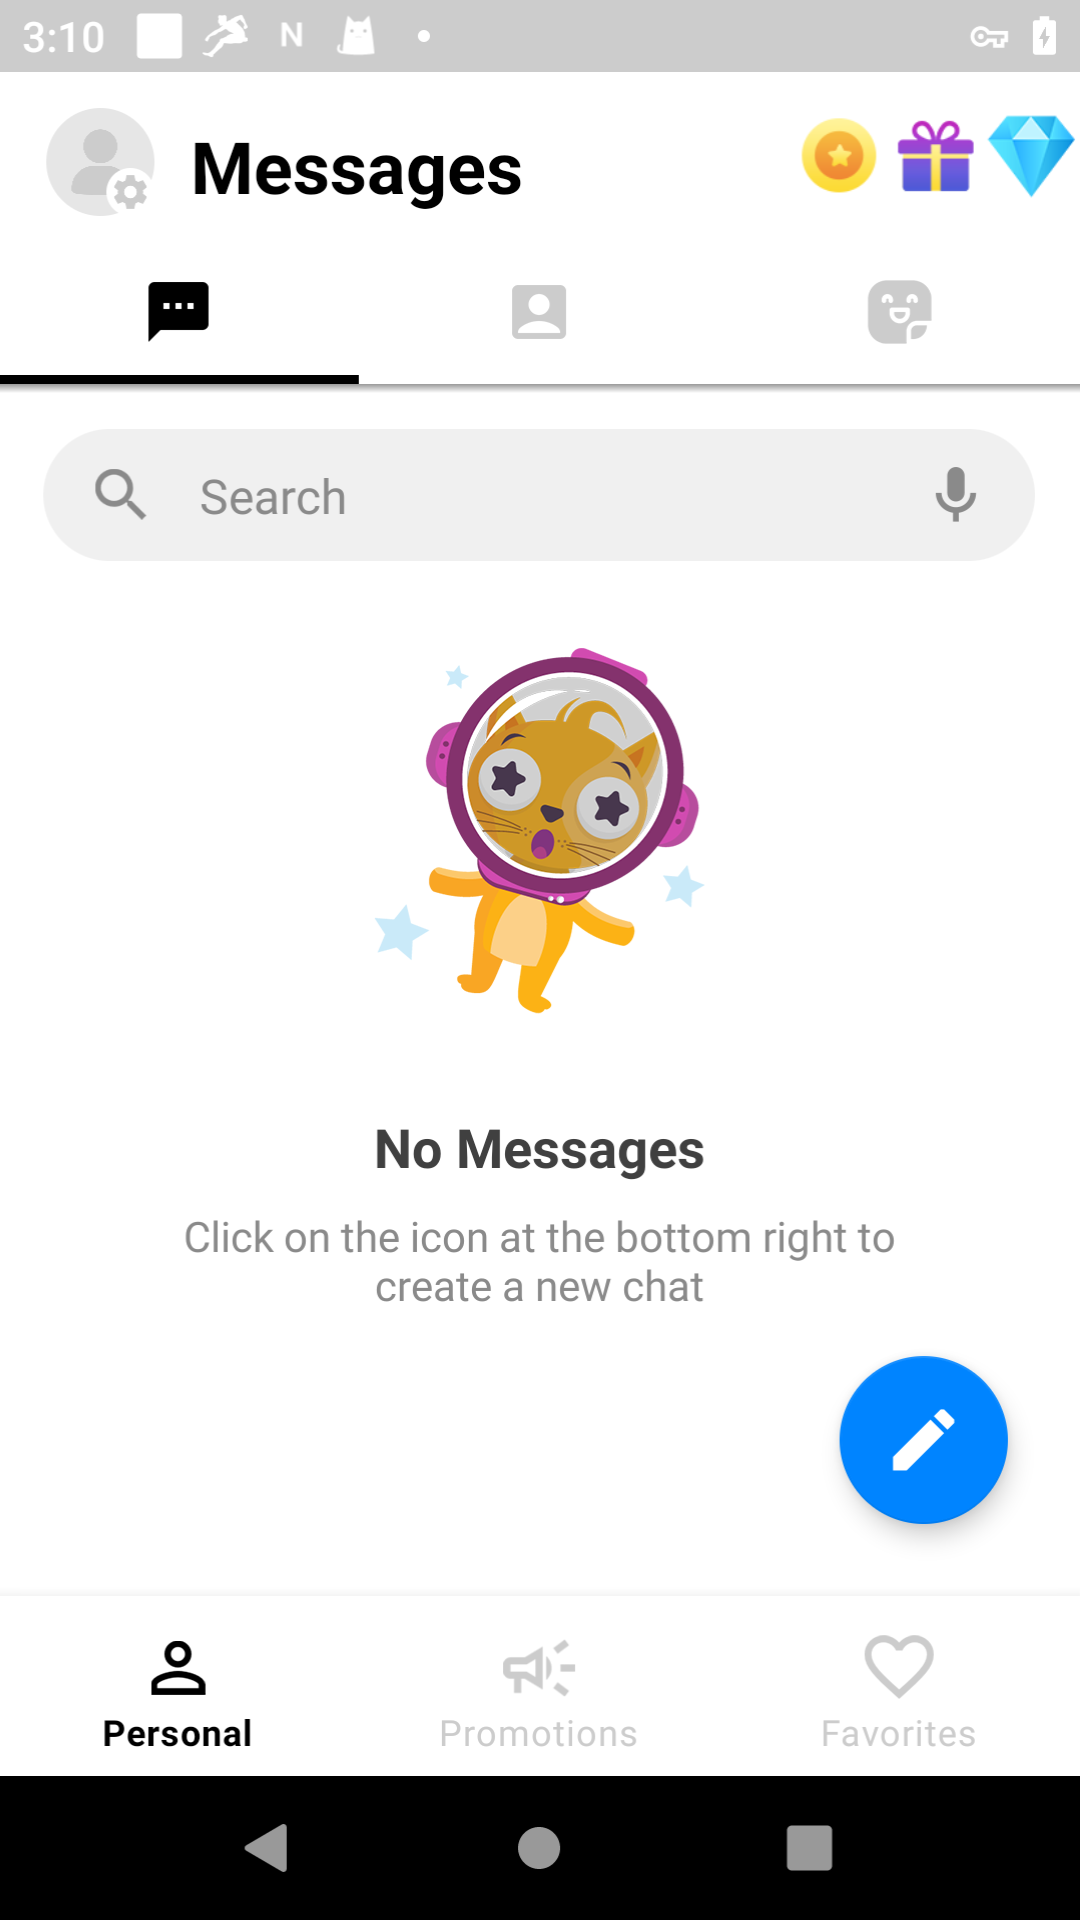 3:10
N
Messages
Search
No Messages
Click on the icon at the bottom right to
create a new chat
Personal
Promotions
Favorites